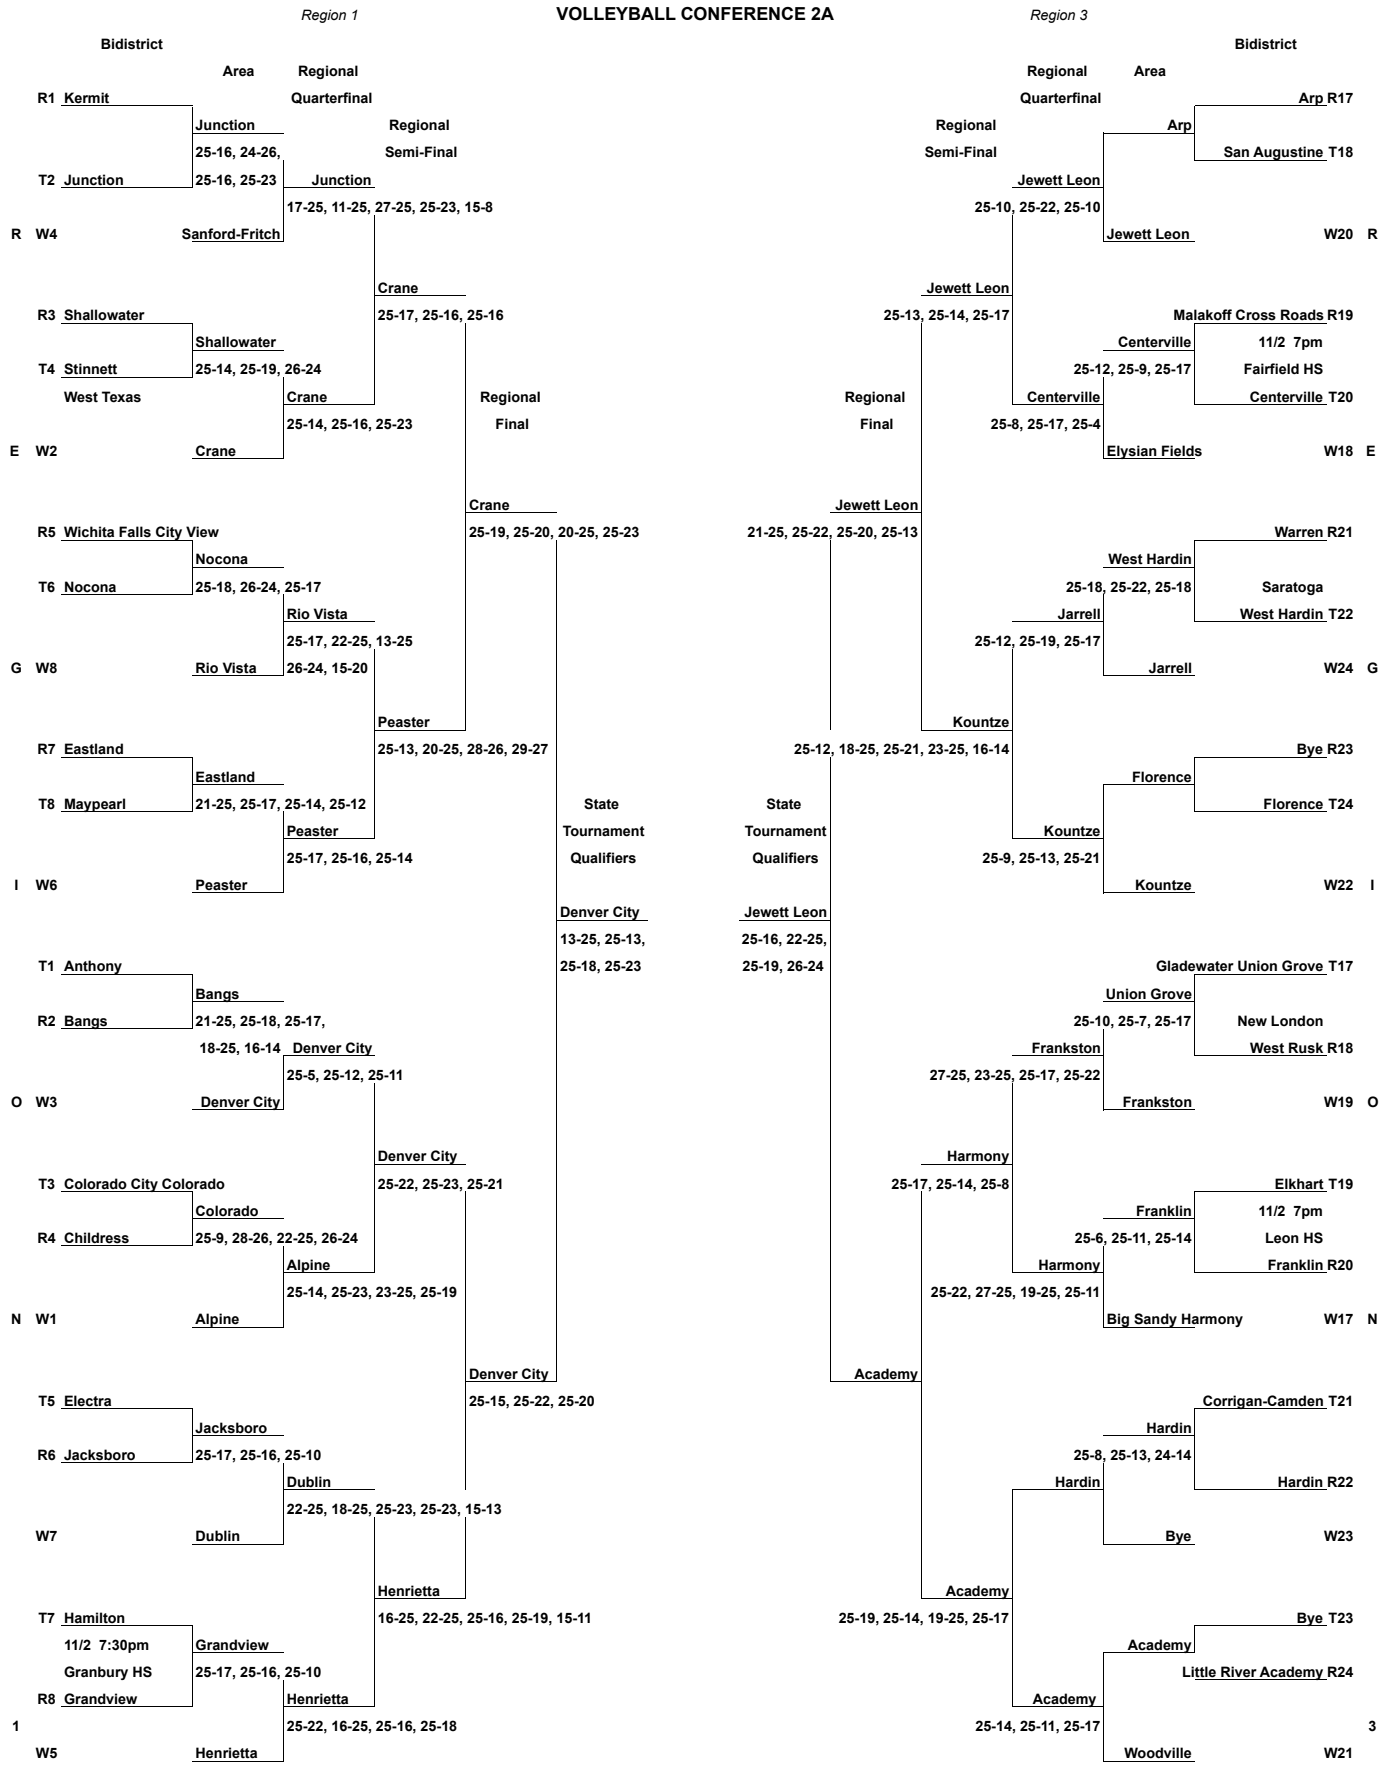 Region 1
VOLLEYBALL CONFERENCE 2A
Region 3
Bidistrict
Bidistrict
Area
Regional
Regional
Area
R1 Kermit
Quarterfinal
Quarterfinal
Arp R17
Junction
Regional
Regional
Arp
25-16, 24-26,
Semi-Final
Semi-Final
San Augustine T18
T2 Junction
25-16, 25-23
Junction
Jewett Leon
17-25, 11-25, 27-25, 25-23, 15-8
25-10, 25-22, 25-10
R W4
Sanford-Fritch
Jewett Leon
W20 R
Crane
Jewett Leon
R3 Shallowater
25-17, 25-16, 25-16
25-13, 25-14, 25-17
Malakoff Cross Roads R19
Shallowater
Centerville
11/2 7pm
T4 Stinnett
25-14, 25-19, 26-24
25-12, 25-9, 25-17
Fairfield HS
West Texas
Crane
Regional
Regional
Centerville
Centerville T20
25-14, 25-16, 25-23
Final
Final
25-8, 25-17, 25-4
E W2
Crane
Elysian Fields
W18 E
Crane
Jewett Leon
R5 Wichita Falls City View
25-19, 25-20, 20-25, 25-23
21-25, 25-22, 25-20, 25-13
Warren R21
Nocona
West Hardin
T6 Nocona
25-18, 26-24, 25-17
25-18, 25-22, 25-18
Saratoga
Rio Vista
Jarrell
West Hardin T22
25-17, 22-25, 13-25
25-12, 25-19, 25-17
G W8
Rio Vista
26-24, 15-20
Jarrell
W24 G
Peaster
Kountze
R7 Eastland
25-13, 20-25, 28-26, 29-27
25-12, 18-25, 25-21, 23-25, 16-14
Bye R23
Eastland
Florence
T8 Maypearl
21-25, 25-17, 25-14, 25-12
State
State
Florence T24
Peaster
Tournament
Tournament
Kountze
25-17, 25-16, 25-14
Qualifiers
Qualifiers
25-9, 25-13, 25-21
I W6
Peaster
Kountze
W22 I
Denver City
Jewett Leon
13-25, 25-13,
25-16, 22-25,
T1 Anthony
25-18, 25-23
25-19, 26-24
Gladewater Union Grove T17
Bangs
Union Grove
R2 Bangs
21-25, 25-18, 25-17,
25-10, 25-7, 25-17
New London
18-25, 16-14
Denver City
Frankston
West Rusk R18
25-5, 25-12, 25-11
27-25, 23-25, 25-17, 25-22
O W3
Denver City
Frankston
W19 O
Denver City
Harmony
T3 Colorado City Colorado
25-22, 25-23, 25-21
25-17, 25-14, 25-8
Elkhart T19
Colorado
Franklin
11/2 7pm
R4 Childress
25-9, 28-26, 22-25, 26-24
25-6, 25-11, 25-14
Leon HS
Alpine
Harmony
Franklin R20
25-14, 25-23, 23-25, 25-19
25-22, 27-25, 19-25, 25-11
N W1
Alpine
Big Sandy Harmony
W17 N
Denver City
Academy
T5 Electra
25-15, 25-22, 25-20
Corrigan-Camden T21
Jacksboro
Hardin
R6 Jacksboro
25-17, 25-16, 25-10
25-8, 25-13, 24-14
Dublin
Hardin
Hardin R22
22-25, 18-25, 25-23, 25-23, 15-13
W7
Dublin
Bye
W23
Henrietta
Academy
T7 Hamilton
16-25, 22-25, 25-16, 25-19, 15-11
25-19, 25-14, 19-25, 25-17
Bye T23
11/2 7:30pm
Grandview
Academy
Granbury HS
25-17, 25-16, 25-10
Little River Academy R24
R8 Grandview
Henrietta
Academy
1
25-22, 16-25, 25-16, 25-18
25-14, 25-11, 25-17
3
W5
Henrietta
Woodville
W21